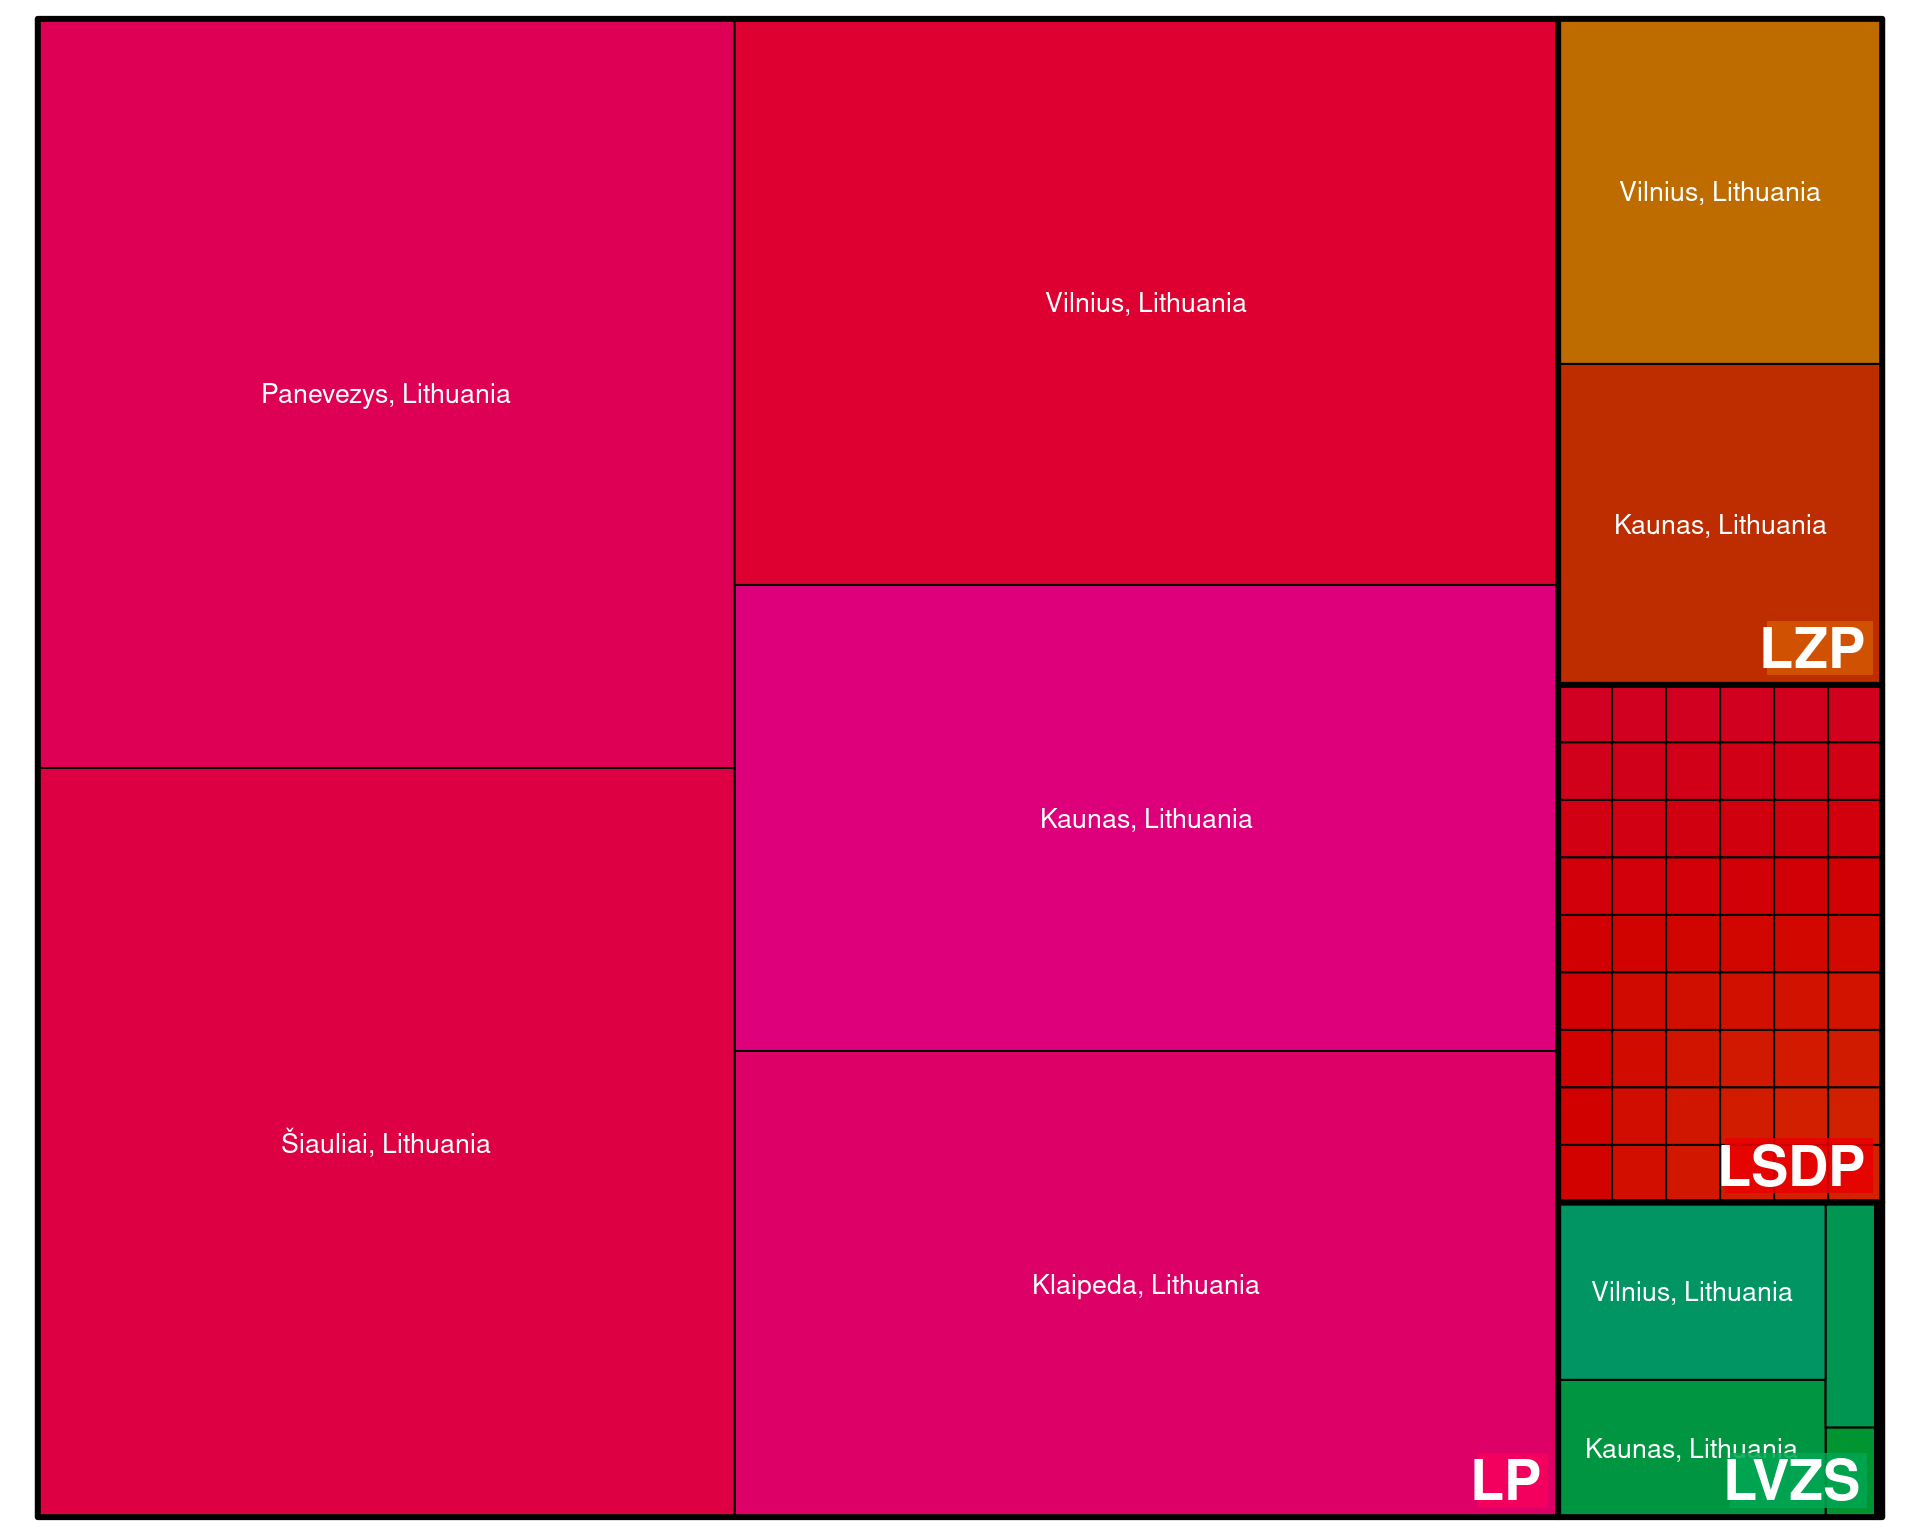 Panevezys, Lithuania
Šiauliai, Lithuania
Vilnius, Lithuania
Kaunas, Lithuania
Klaipeda, Lithuania
LP
Vilnius, Lithuania
Kaunas, Lithuania
LZP
LSDP
Vilnius, Lithuania
Kaunas, Lithuania
LVZS